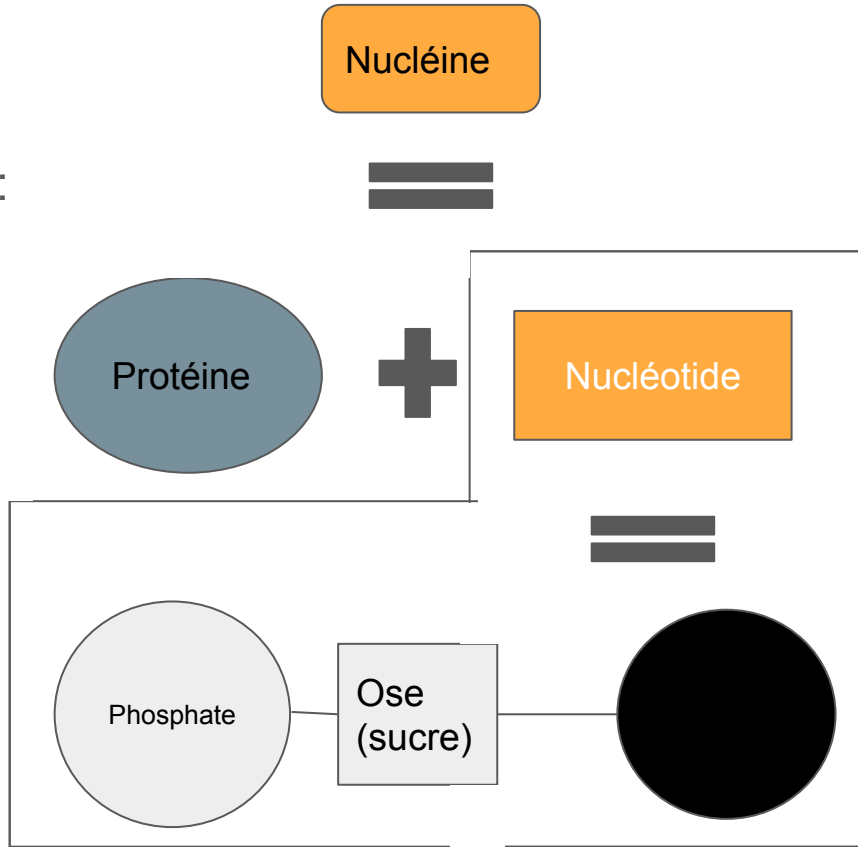 Nucléine
:
Protéine
Nucléotide
Phosphate
Ose
(sucre)